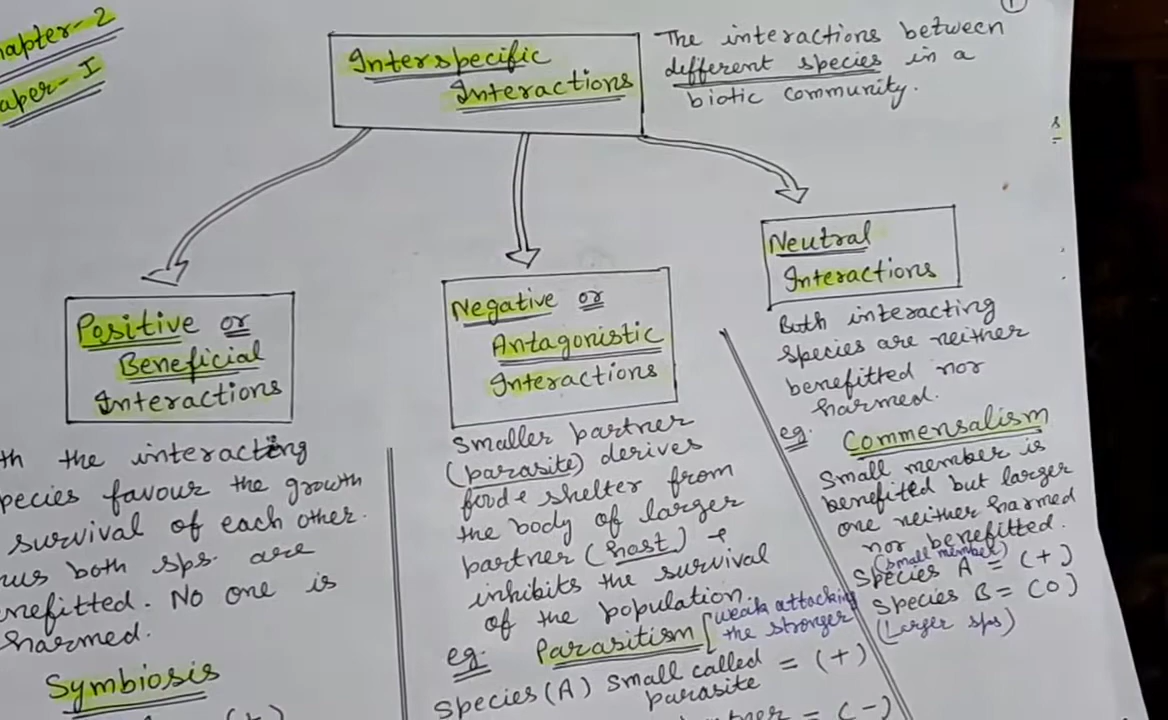 hapter-2
aper-I
1
Interspecific
Interactions
The interactions between
different species in a
biotic community.
Positive or
Beneficial
Interactions
th the interacting
pecies favour the growth
survival of each other.
us both sps. are
nefitted. No one is
harmed.
Symbiosis
(+)
Negative or
Antagonistic
Interactions
Smaller partner
(parasite) derives
food & shelter from
the body of larger
partner (host) &
inhibits the survival
of the population.
eg. Parasitism [weak attacking
the stronger
Species (A) small called = (+)
parasite
tner = (-)
Neutral
Interactions
Both interacting
species are neither
benefitted nor
harmed.
eg. Commensalism
Small member is
benefited but larger
one neither harmed
nor benefitted.
(small member)
Species A = (+)
Species B = (0)
(Larger sps)
s